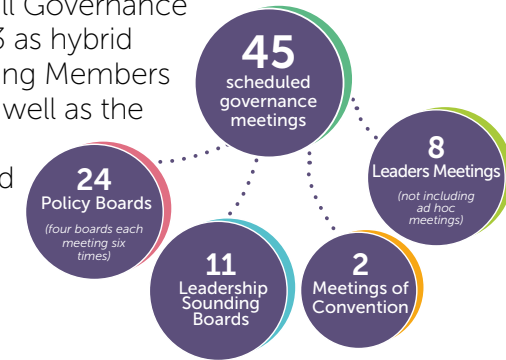 ll Governance
3 as hybrid
ng Members
well as the
d
45
scheduled
governance
meetings
24
Policy Boards
(four boards each
meeting six
times)
11
Leadership
Sounding
Boards
2
Meetings of
Convention
8
Leaders Meetings
(not including
ad hoc
meetings)